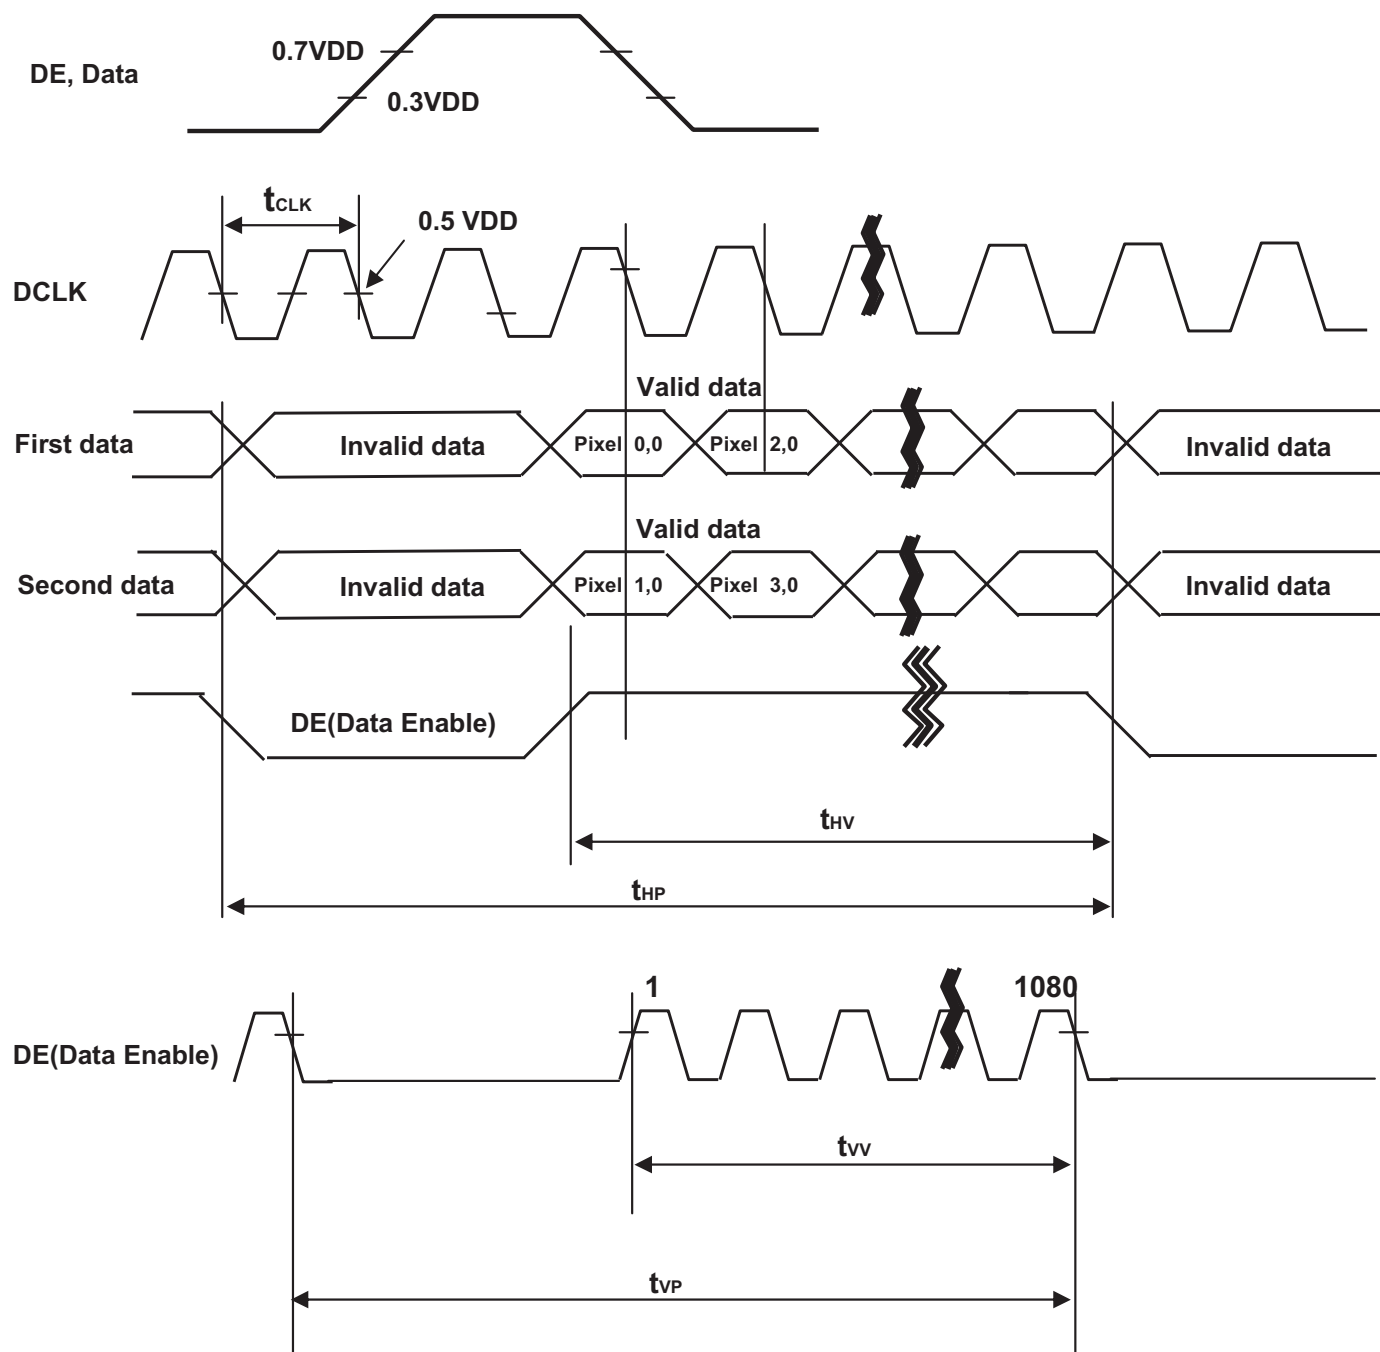 0.7VDD
DE, Data
0.3VDD
tCLK
0.5 VDD
DCLK
Valid data
First data
Invalid data
Pixel 0,0
Pixel 2,0
Invalid data
Valid data
Second data
Invalid data
Pixel 1,0
Pixel 3,0
Invalid data
DE(Data Enable)
tHV
tHP
1
1080
DE(Data Enable)
tVV
tVP